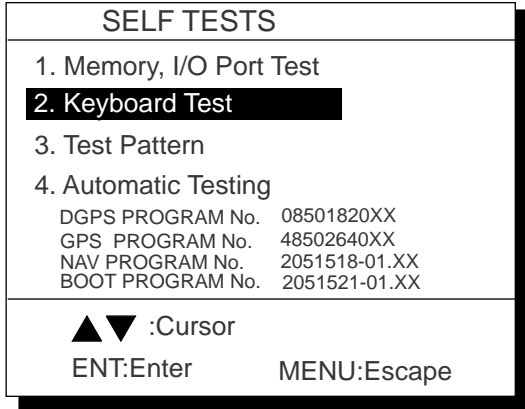 SELF TESTS
1. Memory, I/O Port Test
2. Keyboard Test
3. Test Pattern
4. Automatic Testing
DGPS PROGRAM No. 08501820XX
GPS PROGRAM No. 48502640XX
NAV PROGRAM No. 2051518-01.XX
BOOT PROGRAM No. 2051521-01.XX
▲▼ :Cursor
ENT:Enter MENU:Escape